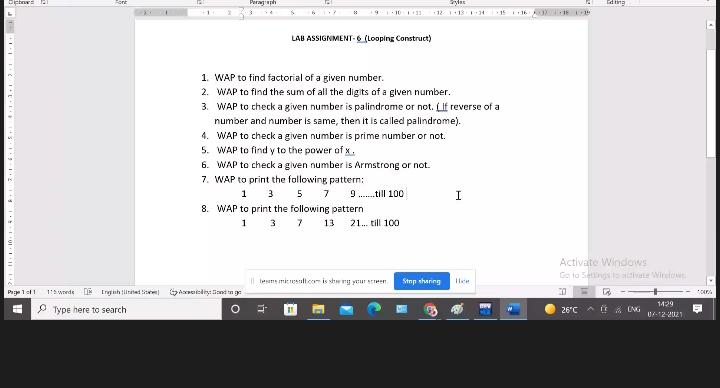 Clipboard
Font
Paragraph
Styles
Editing
LAB ASSIGNMENT- 6 (Looping Construct)
1. WAP to find factorial of a given number.
2. WAP to find the sum of all the digits of a given number.
3. WAP to check a given number is palindrome or not. ( If reverse of a
number and number is same, then it is called palindrome).
4. WAP to check a given number is prime number or not.
5. WAP to find y to the power of x .
6. WAP to check a given number is Armstrong or not.
7. WAP to print the following pattern:
1 3 5 7 9 .......till 100
8. WAP to print the following pattern
1 3 7 13 21... till 100
Activate Windows
Go to Settings to activate Windows.
teams.microsoft.com is sharing your screen.
Stop sharing
Hide
Page 1 of 1
116 words
English (United States)
Accessibility: Good to go
100%
Type here to search
26°C
ENG
14:29
07-12-2021